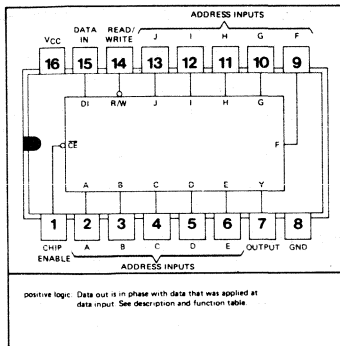 ADDRESS INPUTS
DATA READ/
VCC IN WRITE J I H G F
16 15 14 13 12 11 10 9
DI R/W J I H G
CE F
A B C D E Y
1 2 3 4 5 6 7 8
CHIP A B C D E OUTPUT GND
ENABLE
ADDRESS INPUTS
positive logic: Data out is in phase with data that was applied at
data input See description and function table.